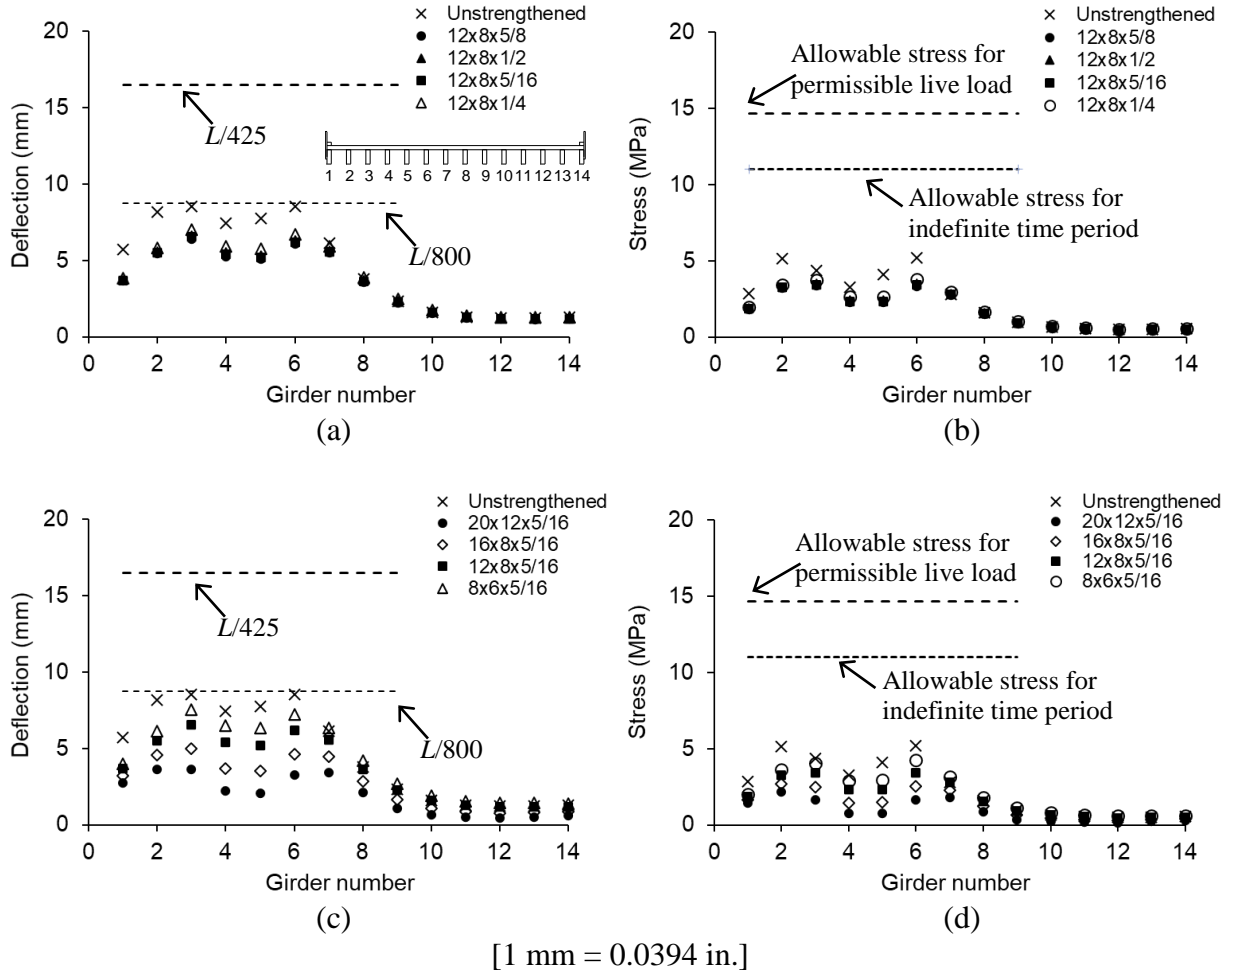 Unstrengthened
12x8x5/8
12x8x1/2
12x8x5/16
12x8x1/4
20
15
10
5
0
Deflection (mm)
L/425
L/800
1 2 3 4 5 6 7 8 9 10 11 12 13 14
0 2 4 6 8 10 12 14
Girder number
(a)
Unstrengthened
12x8x5/8
12x8x1/2
12x8x5/16
12x8x1/4
20
15
10
5
0
Stress (MPa)
Allowable stress for
permissible live load
Allowable stress for
indefinite time period
0 2 4 6 8 10 12 14
Girder number
(b)
Unstrengthened
20x12x5/16
16x8x5/16
12x8x5/16
8x6x5/16
20
15
10
5
0
Deflection (mm)
L/425
L/800
0 2 4 6 8 10 12 14
Girder number
(c)
Unstrengthened
20x12x5/16
16x8x5/16
12x8x5/16
8x6x5/16
20
15
10
5
0
Stress (MPa)
Allowable stress for
permissible live load
Allowable stress for
indefinite time period
0 2 4 6 8 10 12 14
Girder number
(d)
[1 mm = 0.0394 in.]